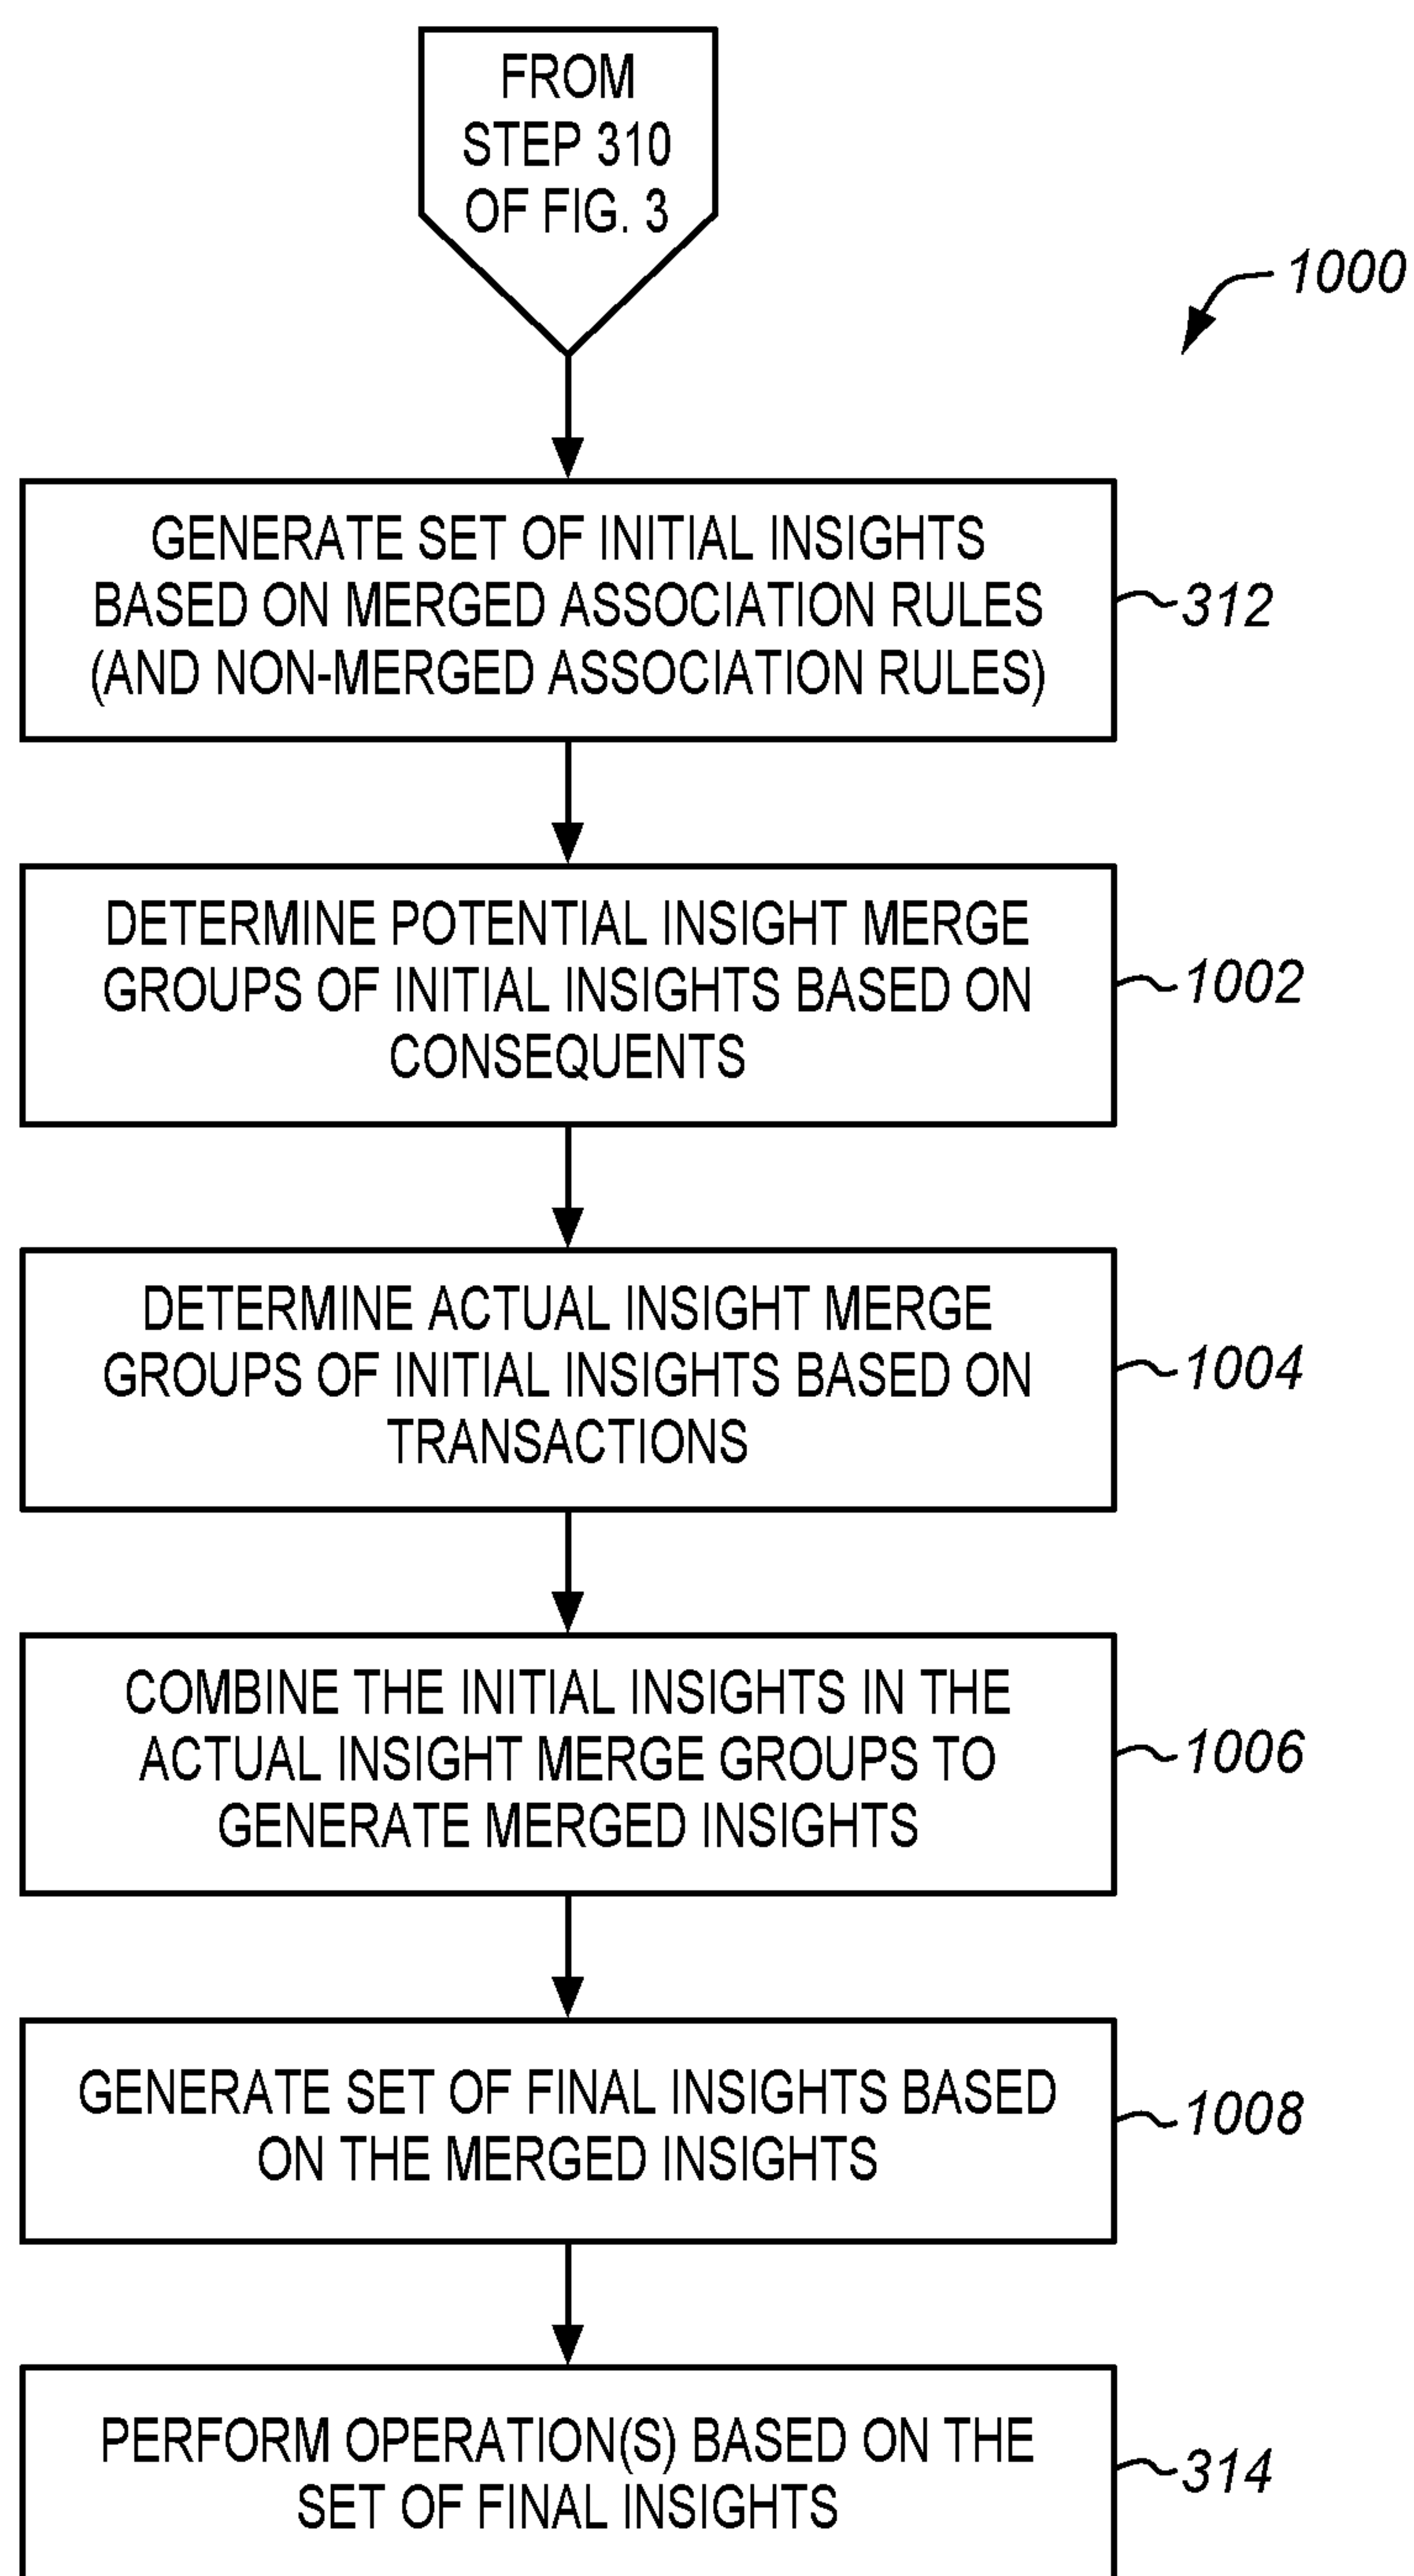 FROM
STEP 310
OF FIG. 3
1000
GENERATE SET OF INITIAL INSIGHTS
BASED ON MERGED ASSOCIATION RULES
(AND NON-MERGED ASSOCIATION RULES)
312
DETERMINE POTENTIAL INSIGHT MERGE
GROUPS OF INITIAL INSIGHTS BASED ON
CONSEQUENTS
1002
DETERMINE ACTUAL INSIGHT MERGE
GROUPS OF INITIAL INSIGHTS BASED ON
TRANSACTIONS
1004
COMBINE THE INITIAL INSIGHTS IN THE
ACTUAL INSIGHT MERGE GROUPS TO
GENERATE MERGED INSIGHTS
1006
GENERATE SET OF FINAL INSIGHTS BASED
ON THE MERGED INSIGHTS
1008
PERFORM OPERATION(S) BASED ON THE
SET OF FINAL INSIGHTS
314